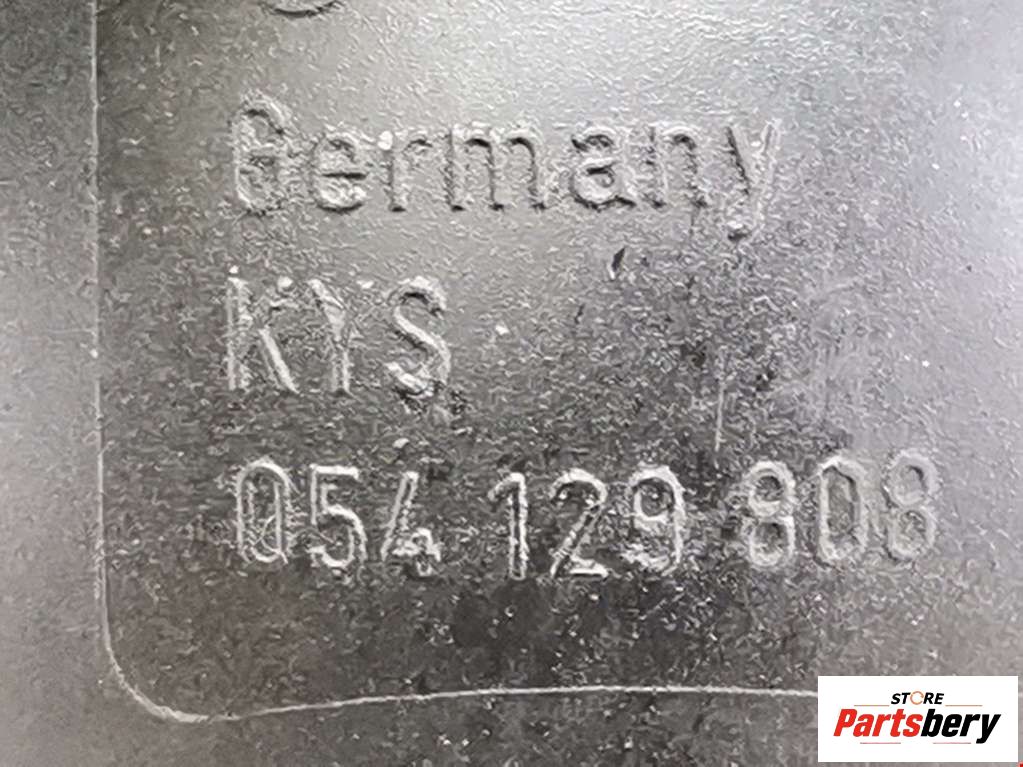 Germany
KYS
054 129 808
STORE
Partsbery